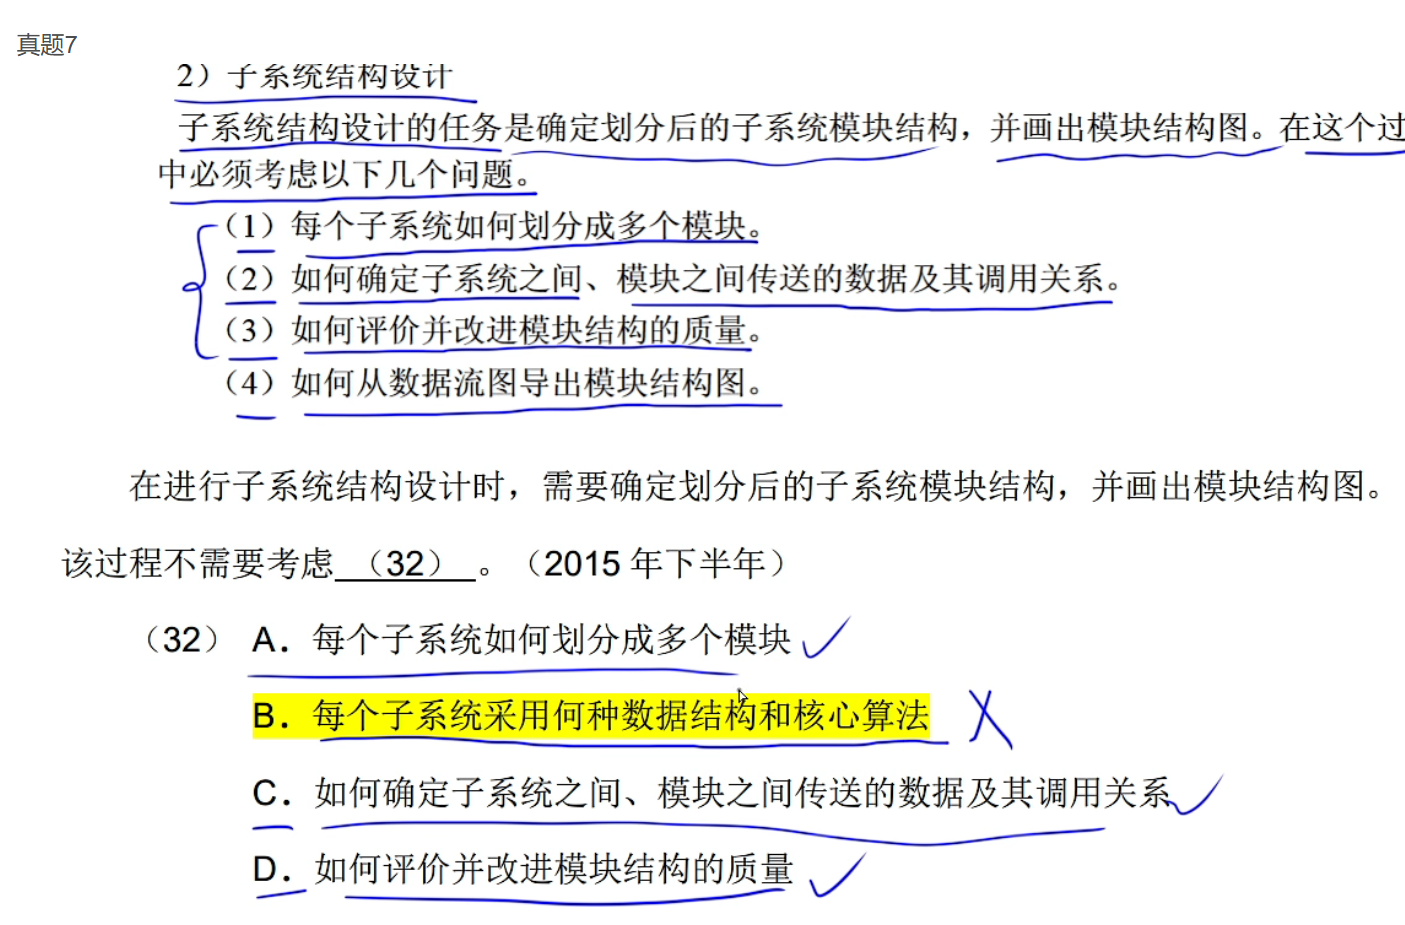 真题7
2）子系统结构设计
子系统结构设计的任务是确定划分后的子系统模块结构，并画出模块结构图。在这个过
中必须考虑以下几个问题。
（1）每个子系统如何划分成多个模块。
（2）如何确定子系统之间、模块之间传送的数据及其调用关系。
（3）如何评价并改进模块结构的质量。
（4）如何从数据流图导出模块结构图。
在进行子系统结构设计时，需要确定划分后的子系统模块结构，并画出模块结构图。
该过程不需要考虑（32）。（2015 年下半年）
（32） A．每个子系统如何划分成多个模块
B．每个子系统采用何种数据结构和核心算法
C．如何确定子系统之间、模块之间传送的数据及其调用关系
D．如何评价并改进模块结构的质量